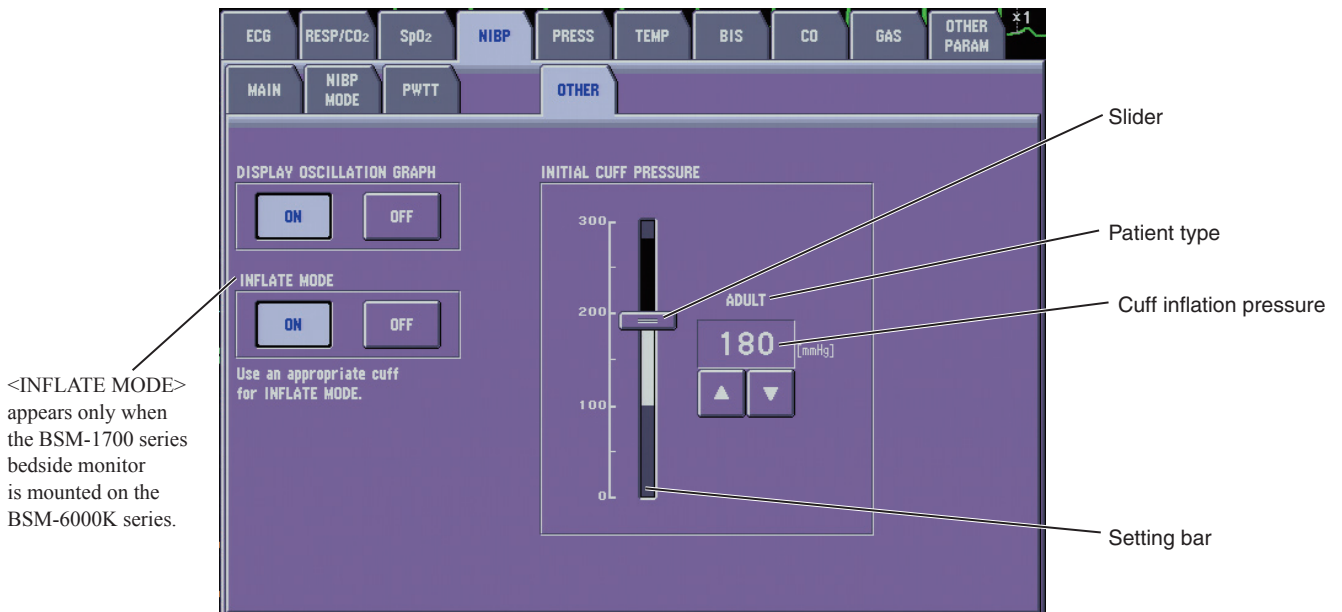 ECG RESP/CO2 SpO2 NIBP PRESS TEMP BIS CO GAS OTHER PARAM x1
MAIN NIBP MODE PWTT OTHER
DISPLAY OSCILLATION GRAPH
ON OFF
INFLATE MODE
ON OFF
Use an appropriate cuff
for INFLATE MODE.
INITIAL CUFF PRESSURE
300
200
100
0
ADULT
180 [mmHg]
Slider
Patient type
Cuff inflation pressure
Setting bar
<INFLATE MODE>
appears only when
the BSM-1700 series
bedside monitor
is mounted on the
BSM-6000K series.